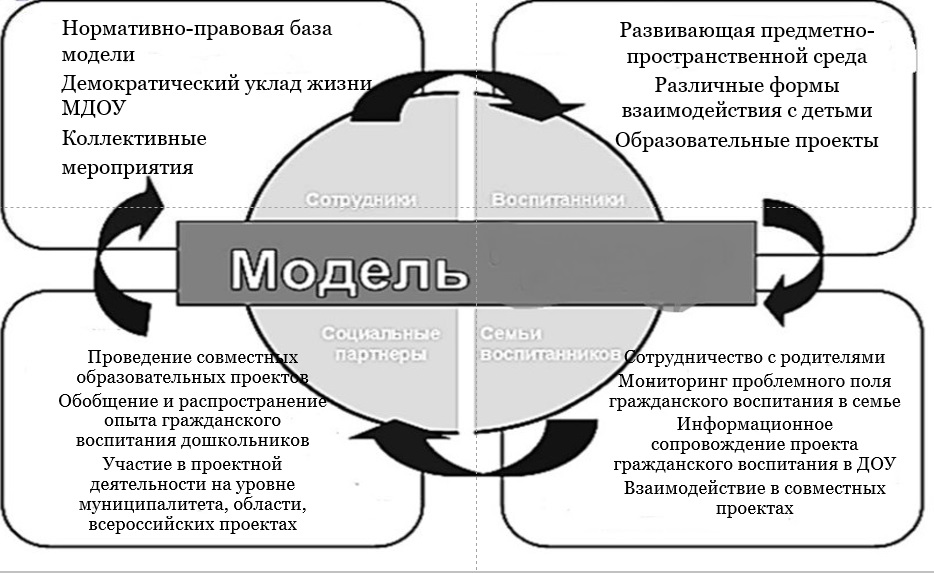 Нормативно-правовая база
модели
Демократический уклад жизни
МДОУ
Коллективные
мероприятия
Развивающая предметно-
пространственной среда
Различные формы
взаимодействия с детьми
Образовательные проекты
Сотрудники
Воспитанники
Модель
Социальные
партнеры
Семьи
воспитанников
Проведение совместных
образовательных проектов
Обобщение и распространение
опыта гражданского
воспитания дошкольников
Участие в проектной
деятельности на уровне
муниципалитета, области,
всероссийских проектах
Сотрудничество с родителями
Мониторинг проблемного поля
гражданского воспитания в семье
Информационное
сопровождение проекта
гражданского воспитания в ДОУ
Взаимодействие в совместных
проектах